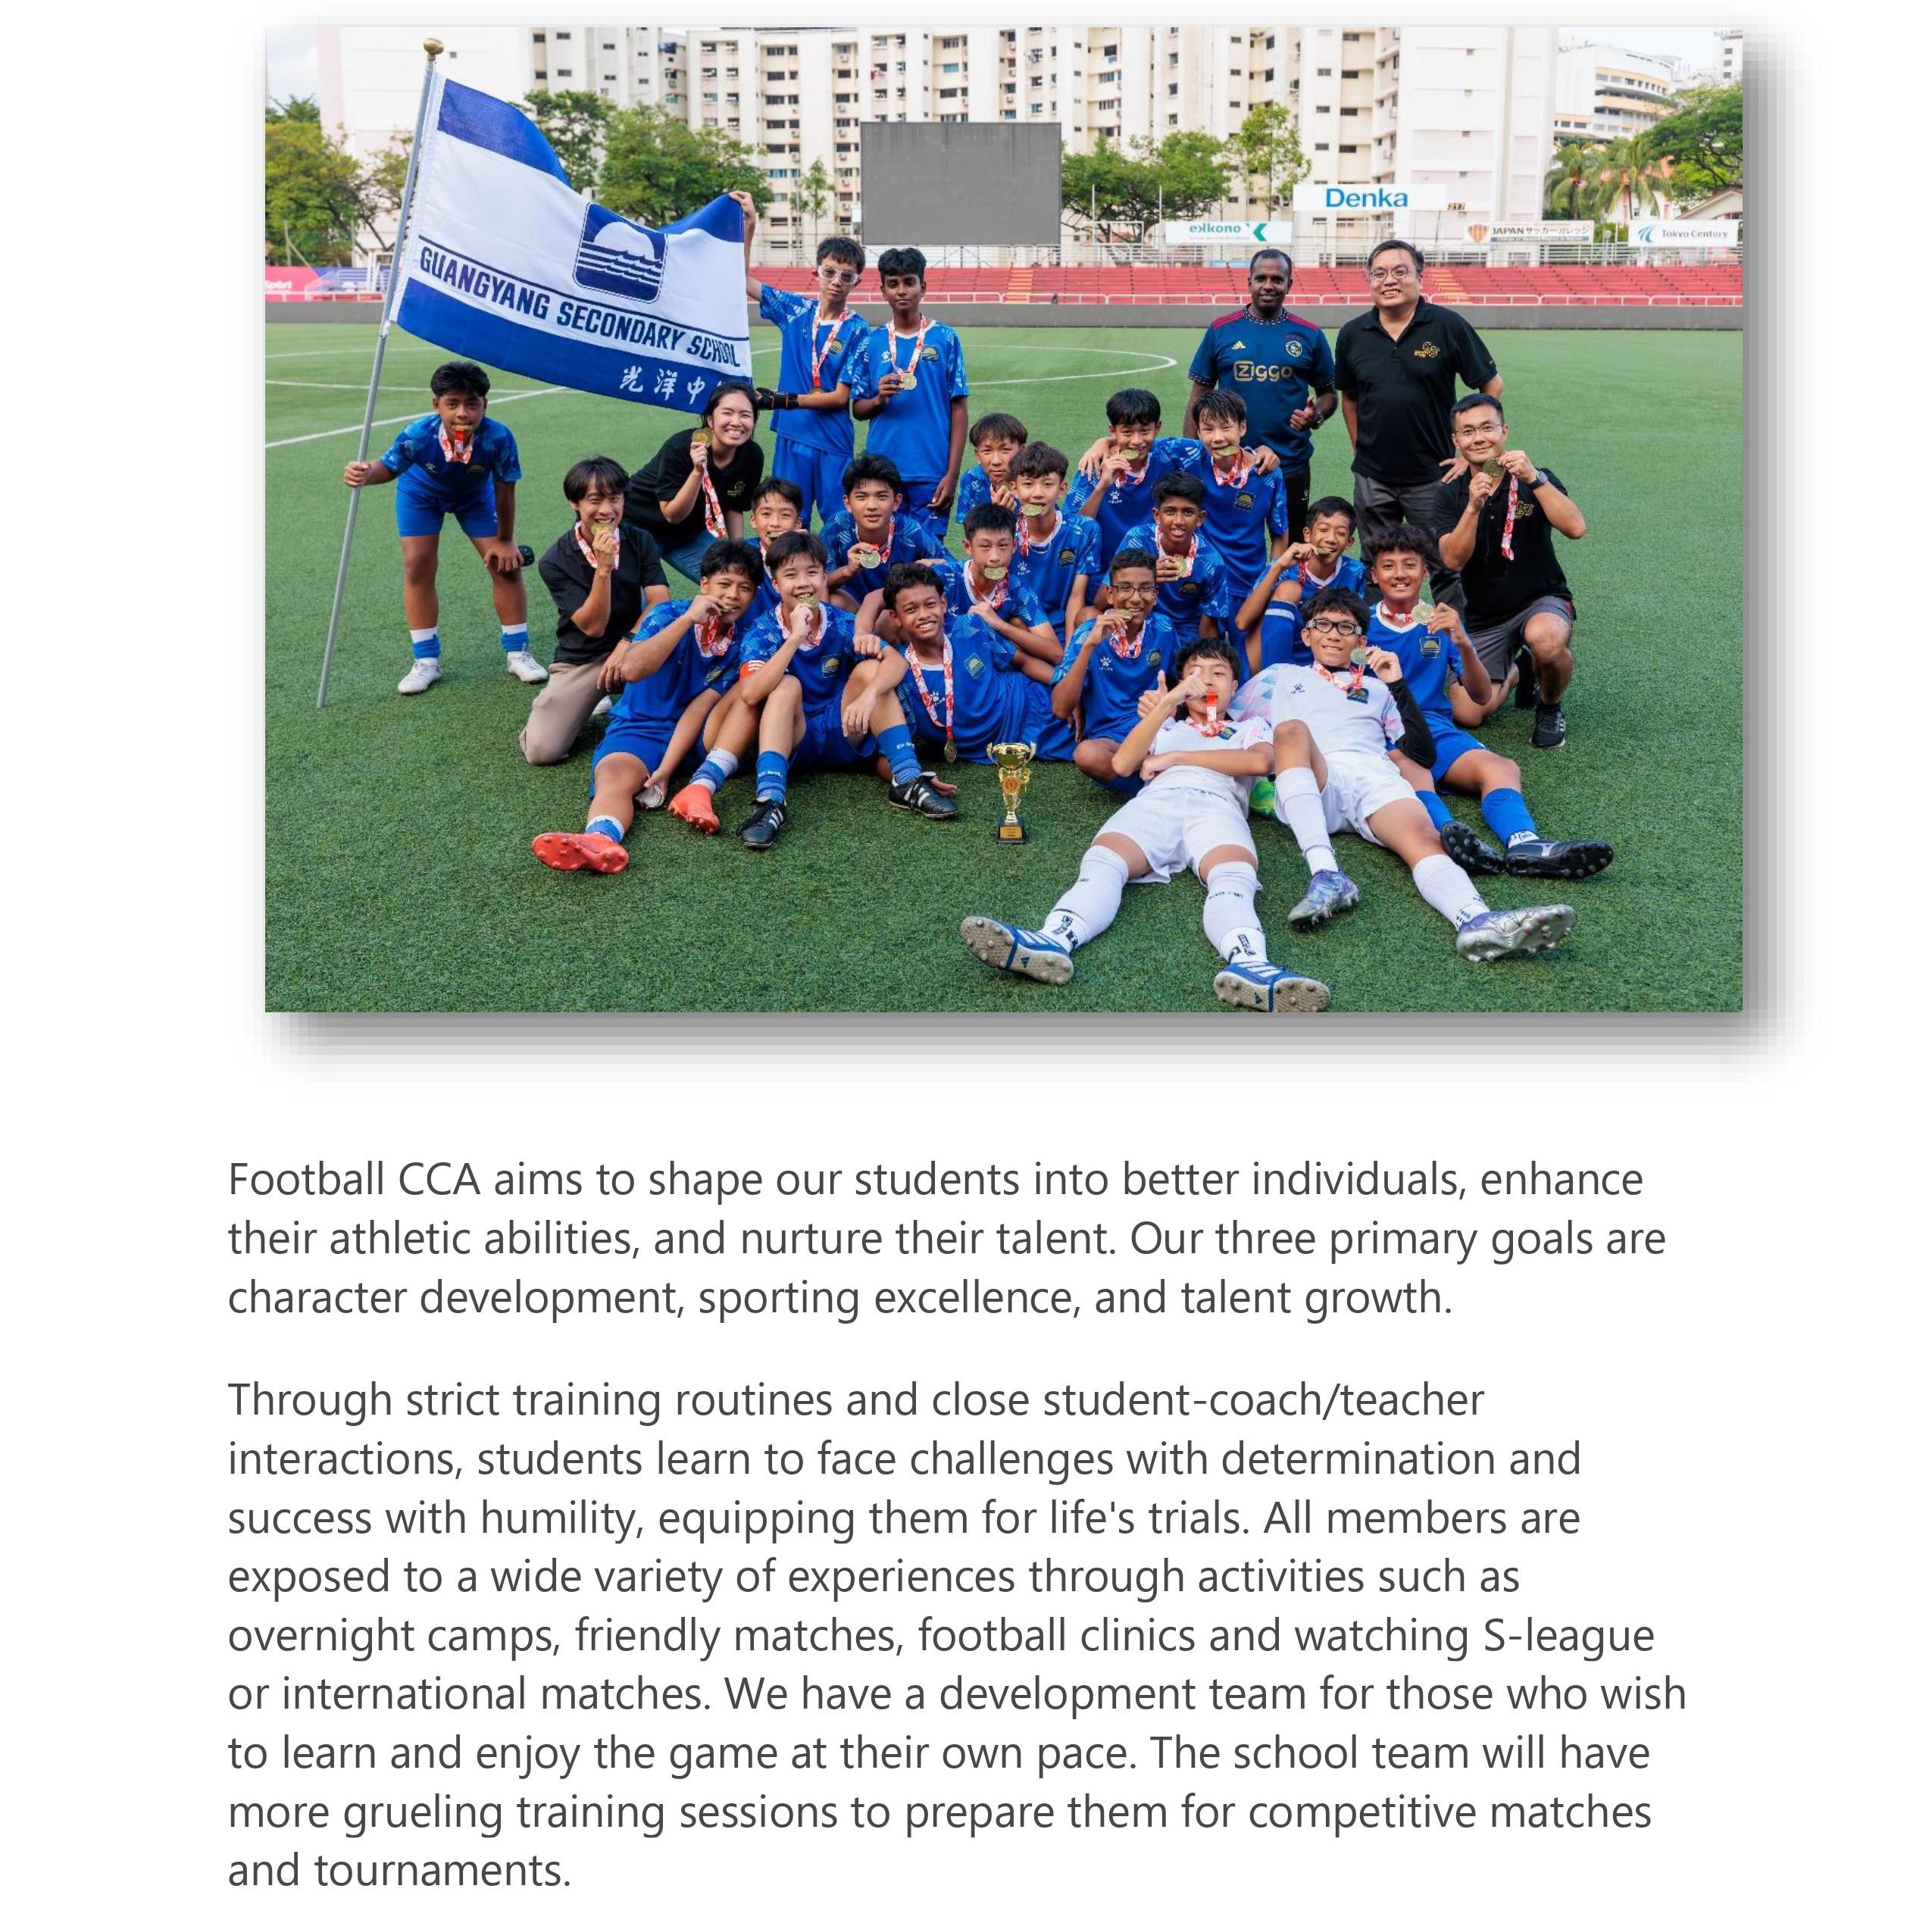 Denka
ekkono
JAPAN サッカーカレッジ
Tokyo Century
GUANGYANG SECONDARY SCHOOL
光洋中
Ziggo
Football CCA aims to shape our students into better individuals, enhance
their athletic abilities, and nurture their talent. Our three primary goals are
character development, sporting excellence, and talent growth.
Through strict training routines and close student-coach/teacher
interactions, students learn to face challenges with determination and
success with humility, equipping them for life's trials. All members are
exposed to a wide variety of experiences through activities such as
overnight camps, friendly matches, football clinics and watching S-league
or international matches. We have a development team for those who wish
to learn and enjoy the game at their own pace. The school team will have
more grueling training sessions to prepare them for competitive matches
and tournaments.